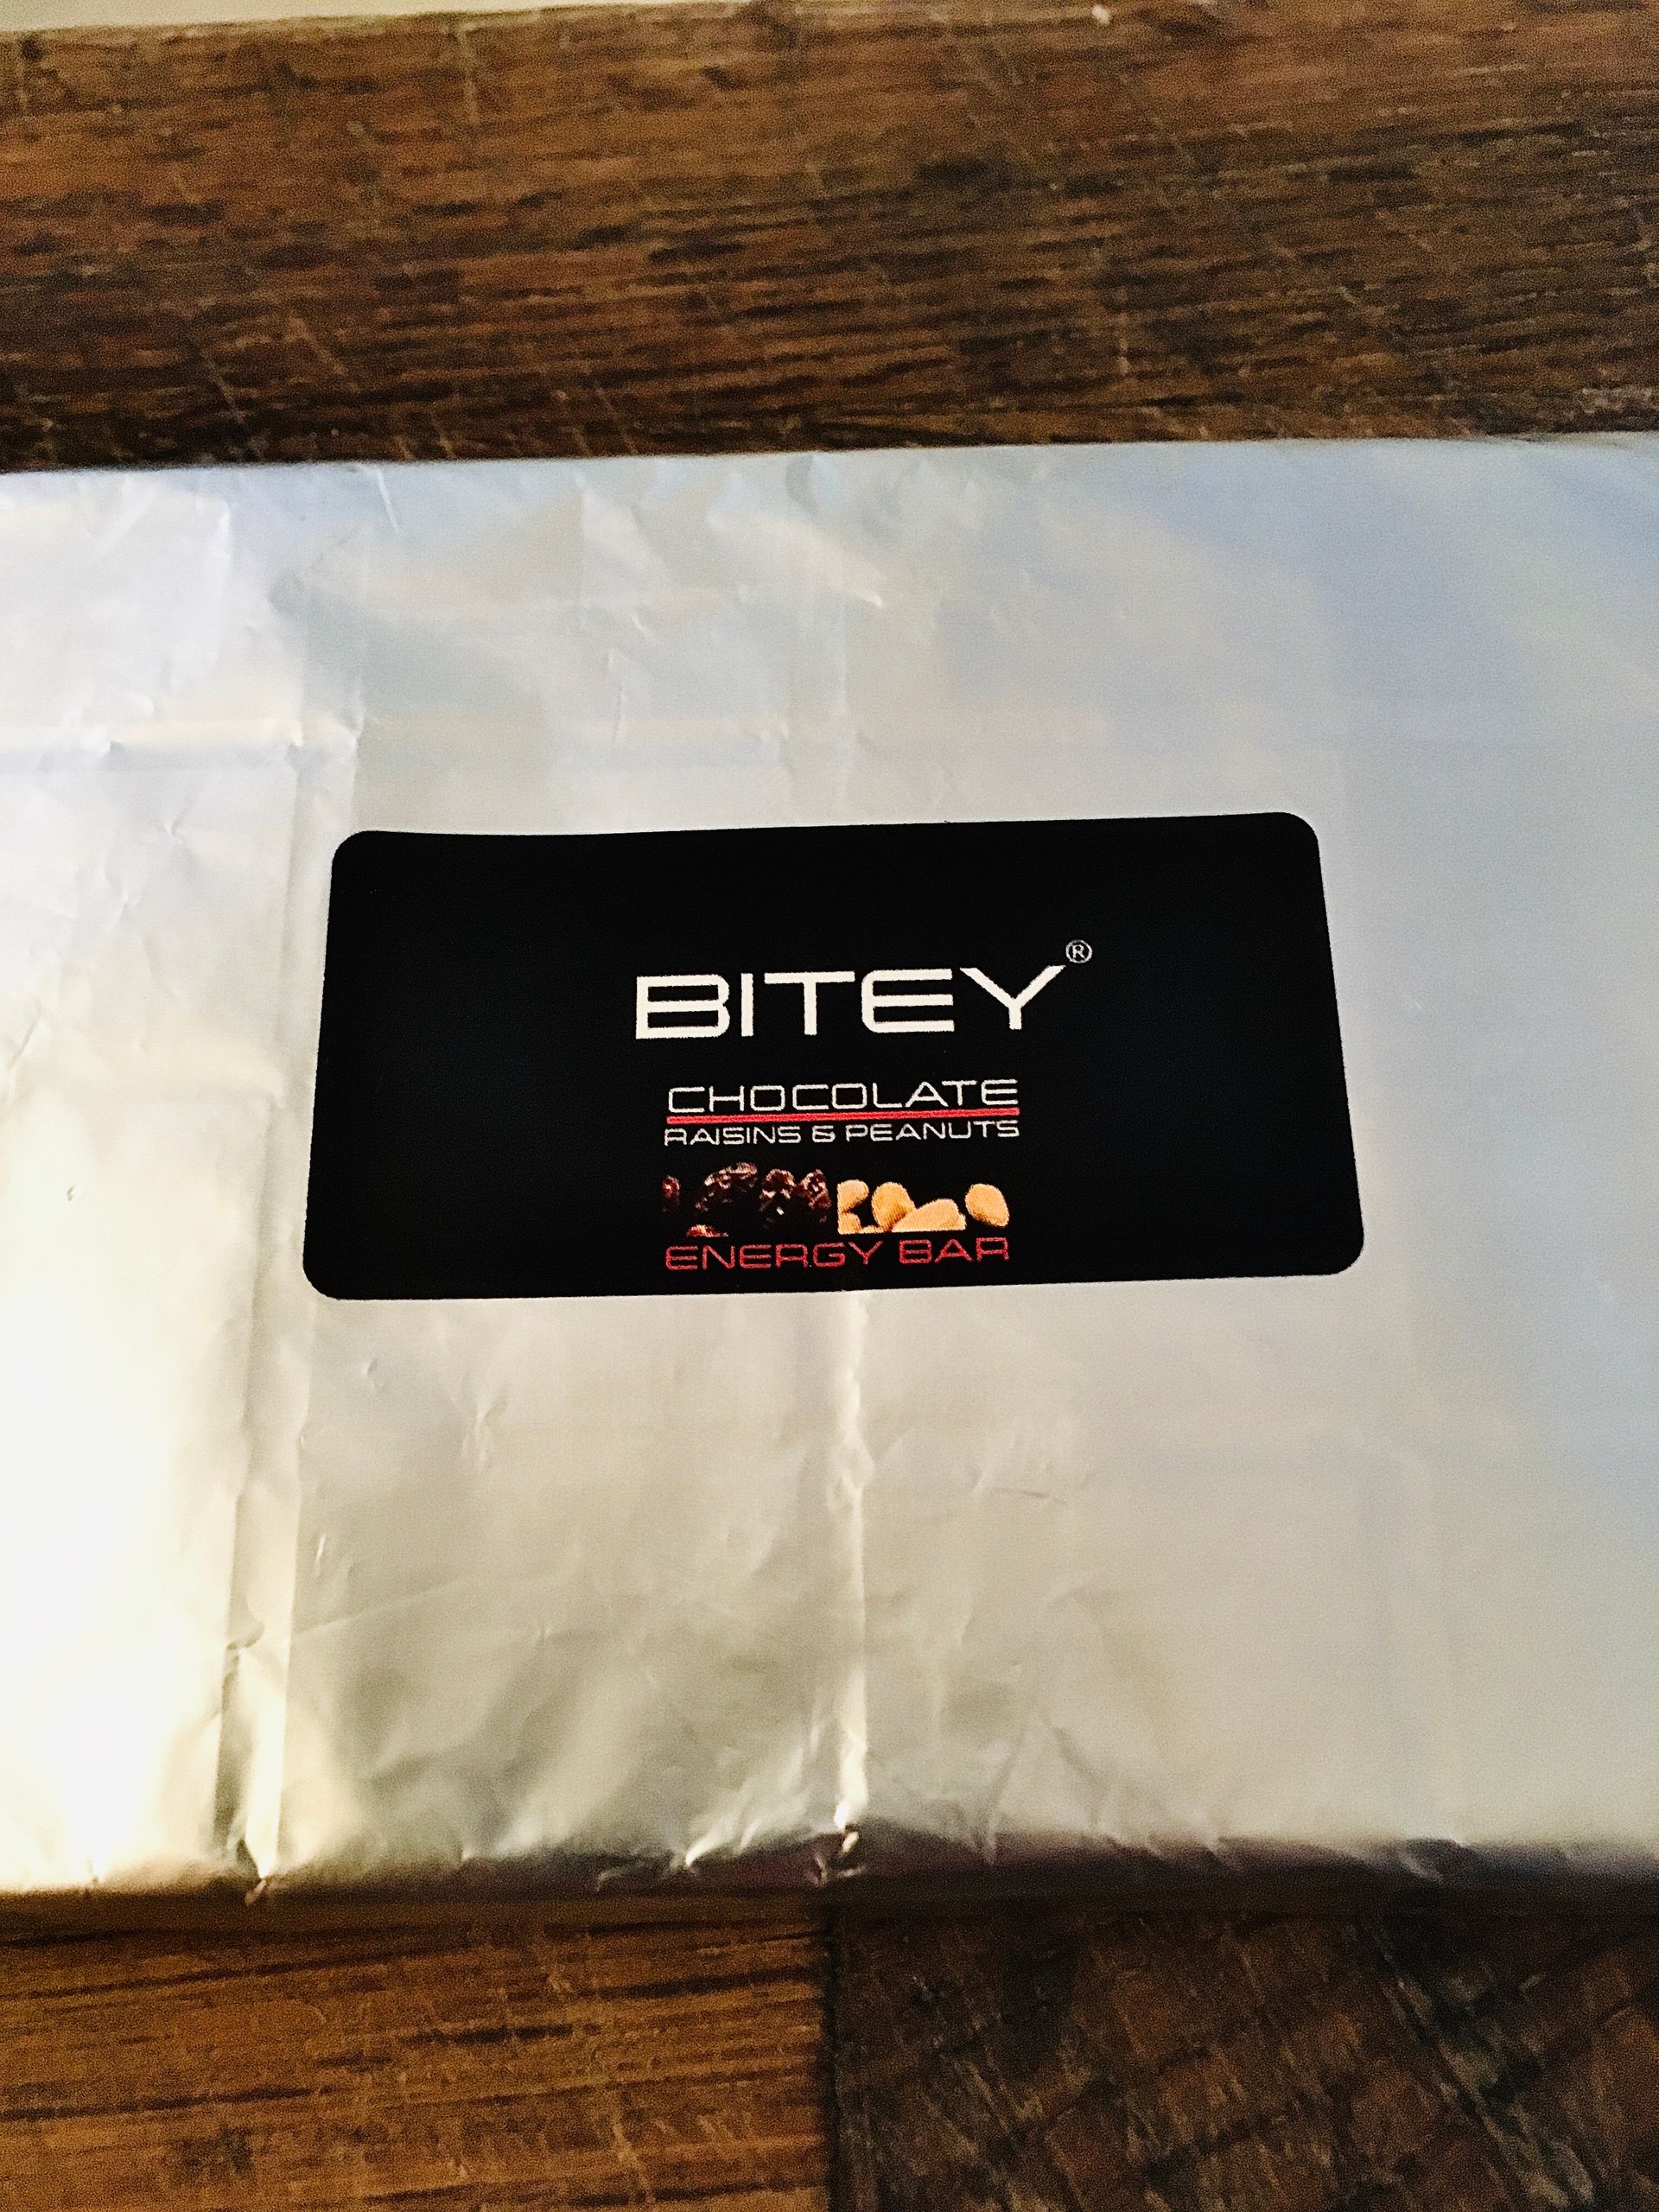 BITEY®
CHOCOLATE
RAISINS & PEANUTS
ENERGY BAR